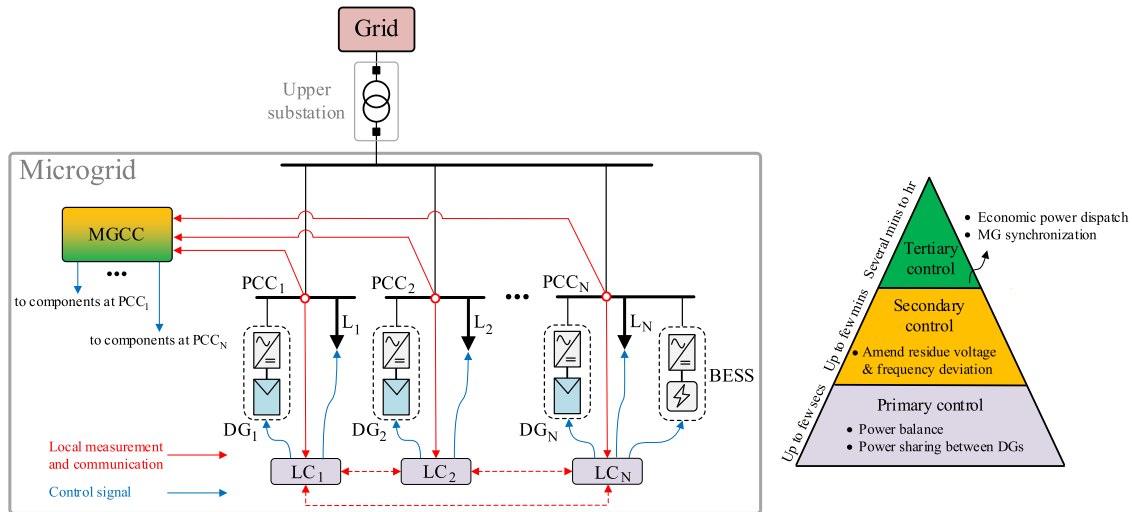 Grid
Upper
substation
Microgrid
MGCC
•••
to components at PCC1
to components at PCCN
PCC1
PCC2
•••
PCCN
L1
L2
LN
BESS
DG1
DG2
DGN
LC1
LC2
LCN
Local measurement
and communication
Control signal
Several mins to hr
Up to few mins
Up to few secs
Tertiary
control
• Economic power dispatch
• MG synchronization
Secondary
control
• Amend residue voltage
& frequency deviation
Primary control
• Power balance
• Power sharing between DGs